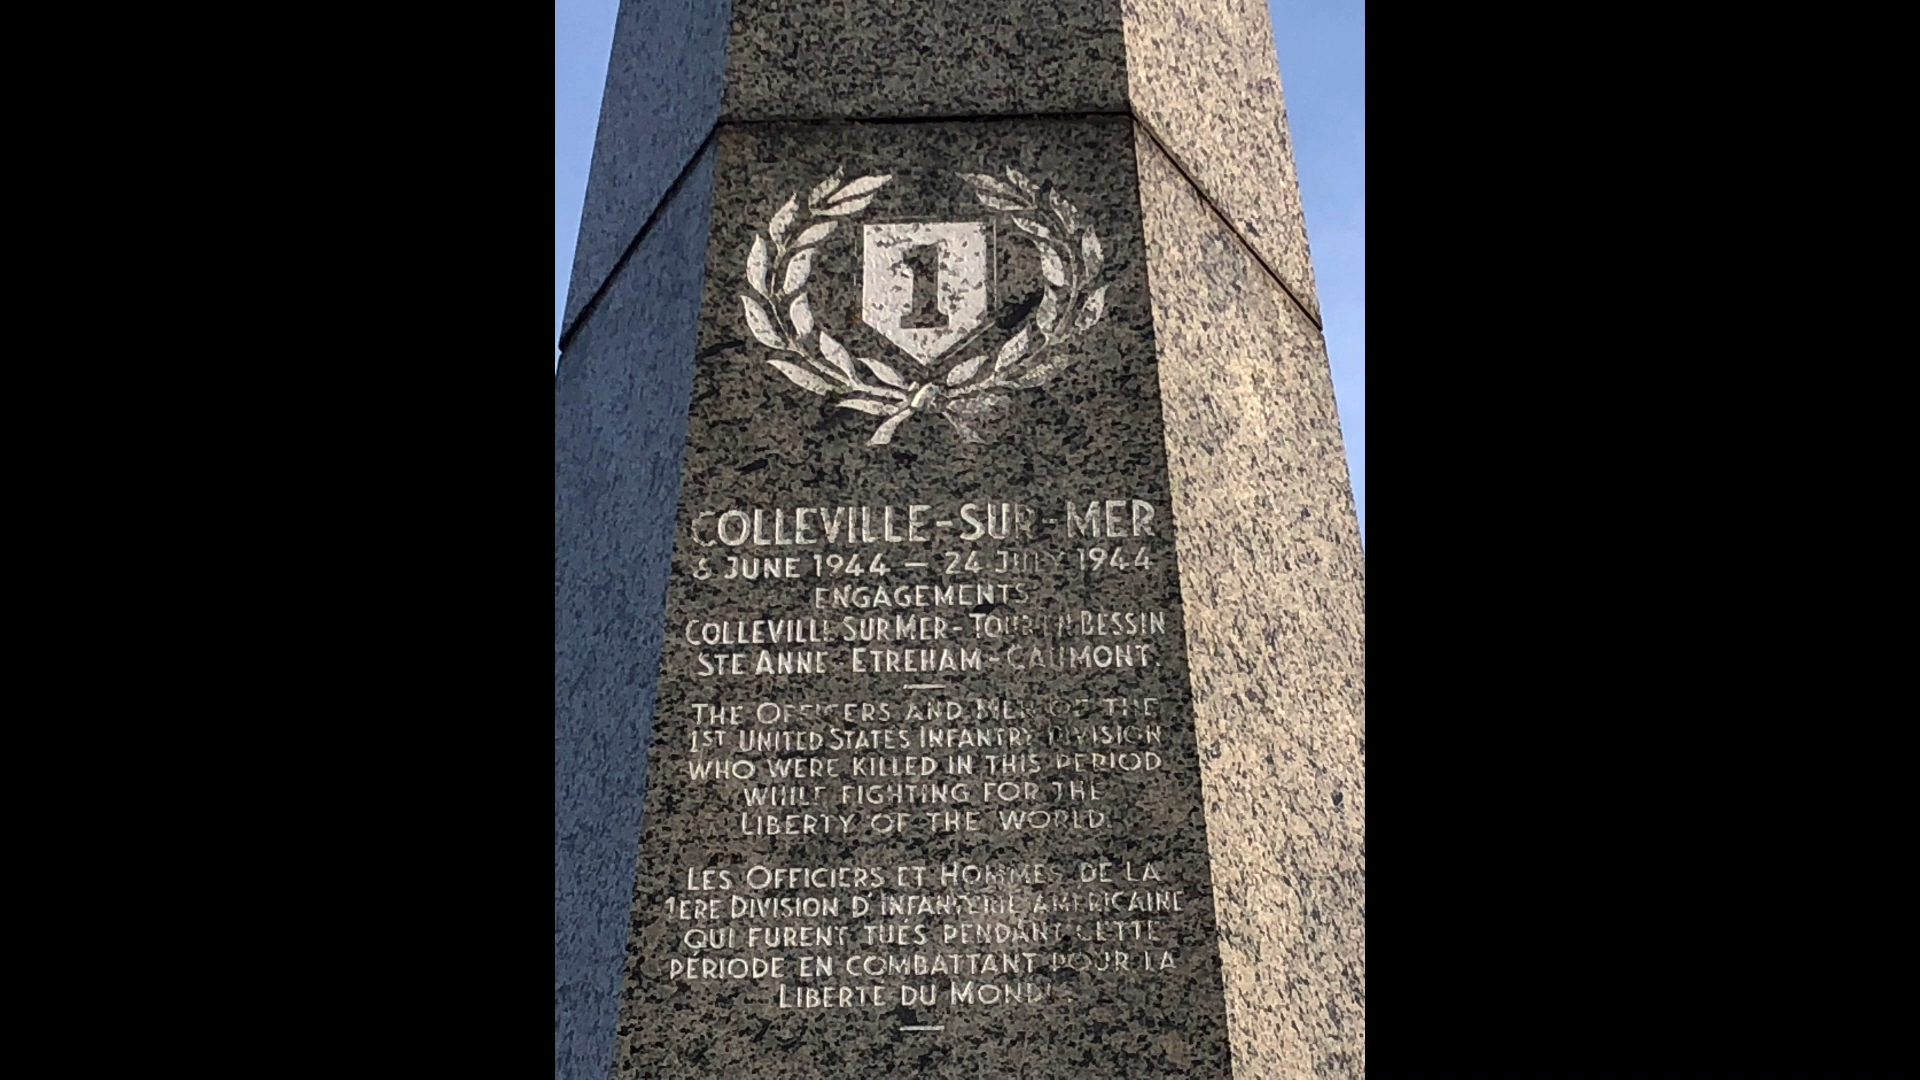 1
COLLEVILLE-SUR-MER
6 JUNE 1944 — 24 JULY 1944
ENGAGEMENTS
COLLEVILLE SUR MER - TOUR EN BESSIN
STE ANNE - ETREHAM - CAUMONT.
THE OFFICERS AND MEN OF THE
1ST UNITED STATES INFANTRY DIVISION
WHO WERE KILLED IN THIS PERIOD
WHILE FIGHTING FOR THE
LIBERTY OF THE WORLD.
LES OFFICIERS ET HOMMES DE LA
1ERE DIVISION D'INFANTERIE AMERICAINE
QUI FURENT TUÉS PENDANT CETTE
PÉRIODE EN COMBATTANT POUR LA
LIBERTE DU MONDE.